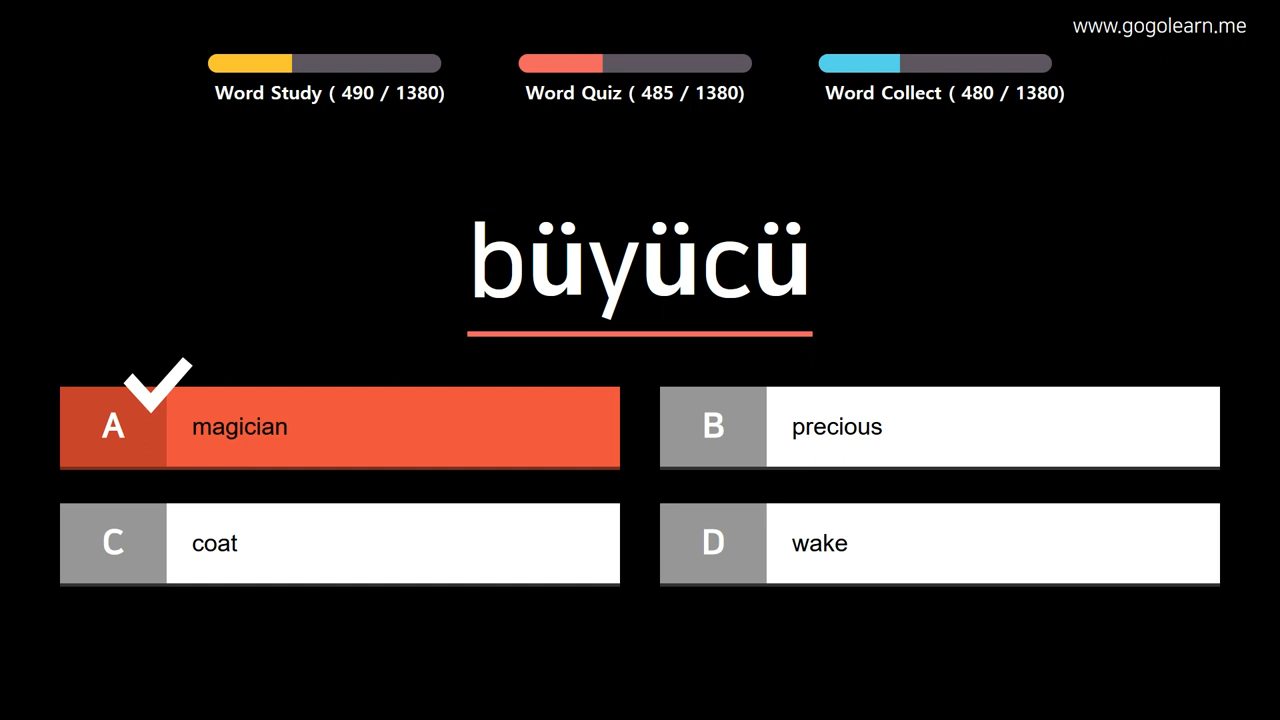 www.gogolearn.me
Word Study ( 490 / 1380)
Word Quiz ( 485 / 1380)
Word Collect ( 480 / 1380)
büyücü
A magician
B precious
C coat
D wake